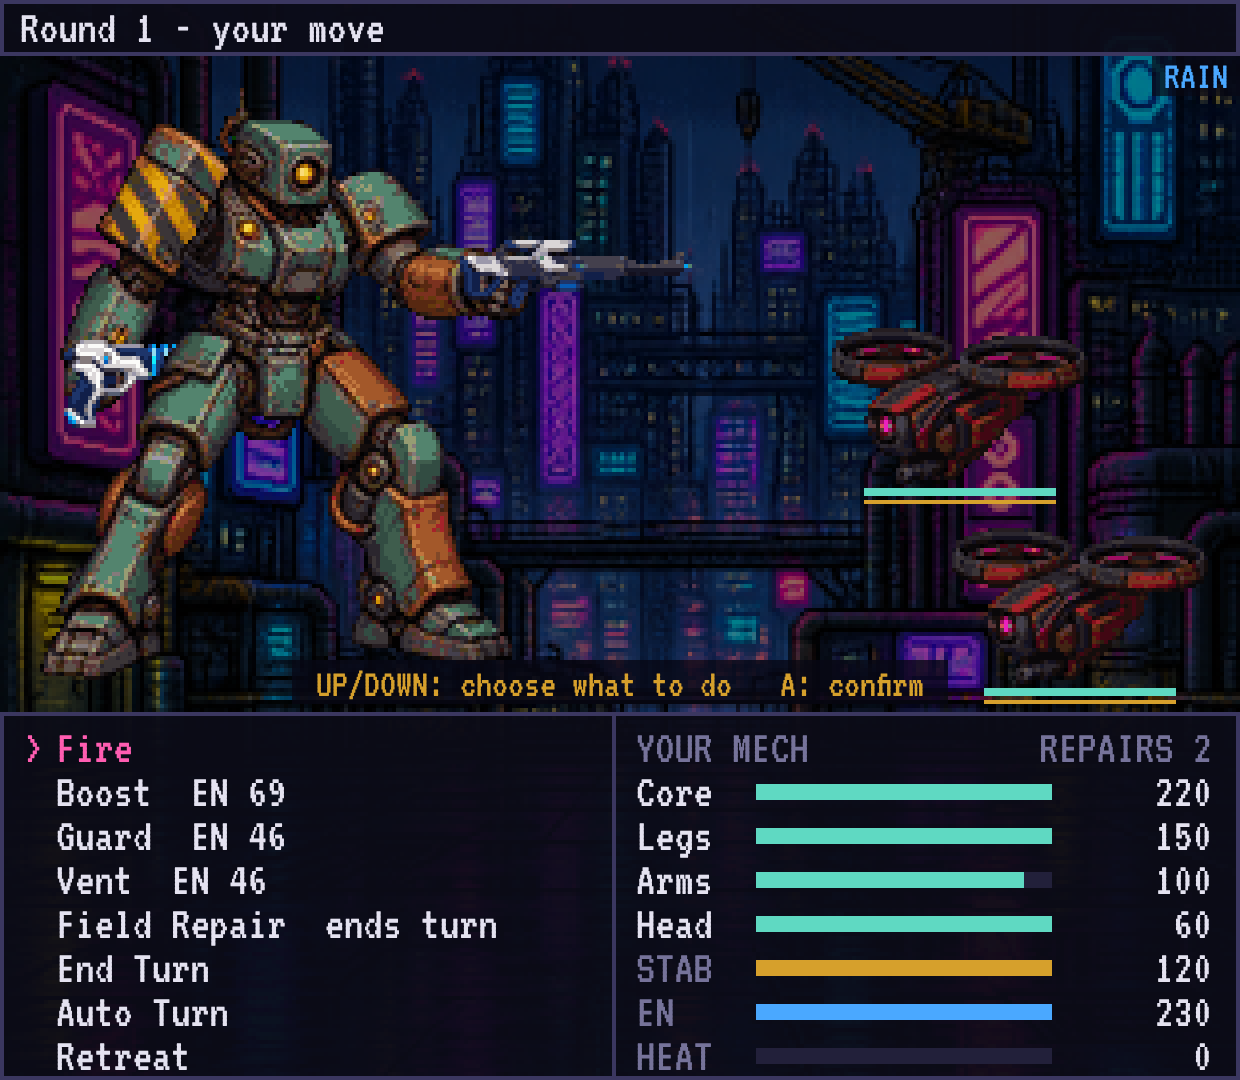 Round 1 - your move
RAIN
UP/DOWN: choose what to do A: confirm
› Fire
Boost EN 69
Guard EN 46
Vent EN 46
Field Repair ends turn
End Turn
Auto Turn
Retreat
YOUR MECH REPAIRS 2
Core 220
Legs 150
Arms 100
Head 60
STAB 120
EN 230
HEAT 0